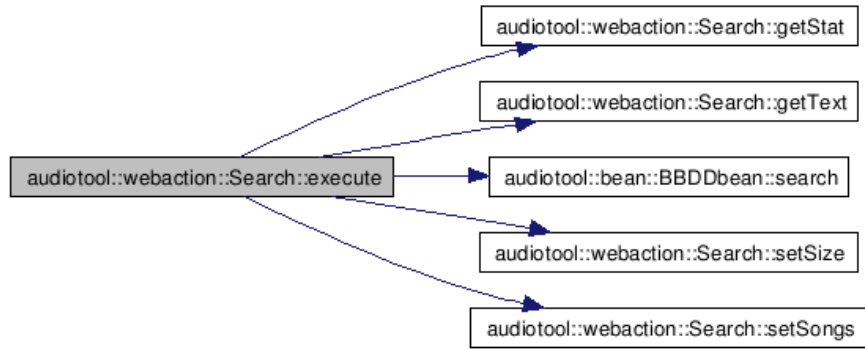 audiotool::webaction::Search::getStat
audiotool::webaction::Search::getText
audiotool::webaction::Search::execute
audiotool::bean::BBDDbean::search
audiotool::webaction::Search::setSize
audiotool::webaction::Search::setSongs